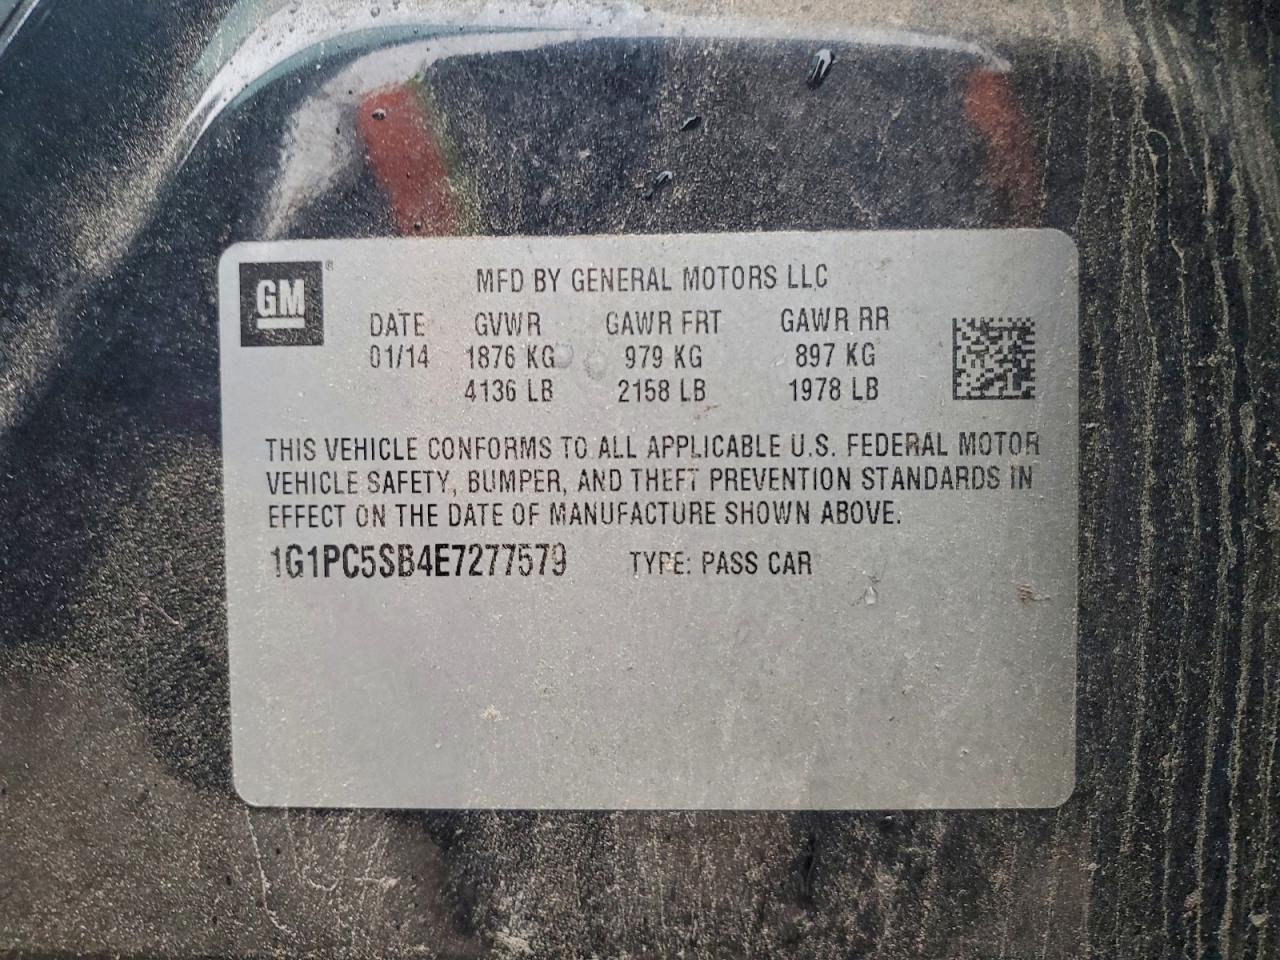 GM ®
MFD BY GENERAL MOTORS LLC
DATE GVWR GAWR FRT GAWR RR
01/14 1876 KG 979 KG 897 KG
4136 LB 2158 LB 1978 LB
THIS VEHICLE CONFORMS TO ALL APPLICABLE U.S. FEDERAL MOTOR
VEHICLE SAFETY, BUMPER, AND THEFT PREVENTION STANDARDS IN
EFFECT ON THE DATE OF MANUFACTURE SHOWN ABOVE.
1G1PC5SB4E7277579 TYPE: PASS CAR